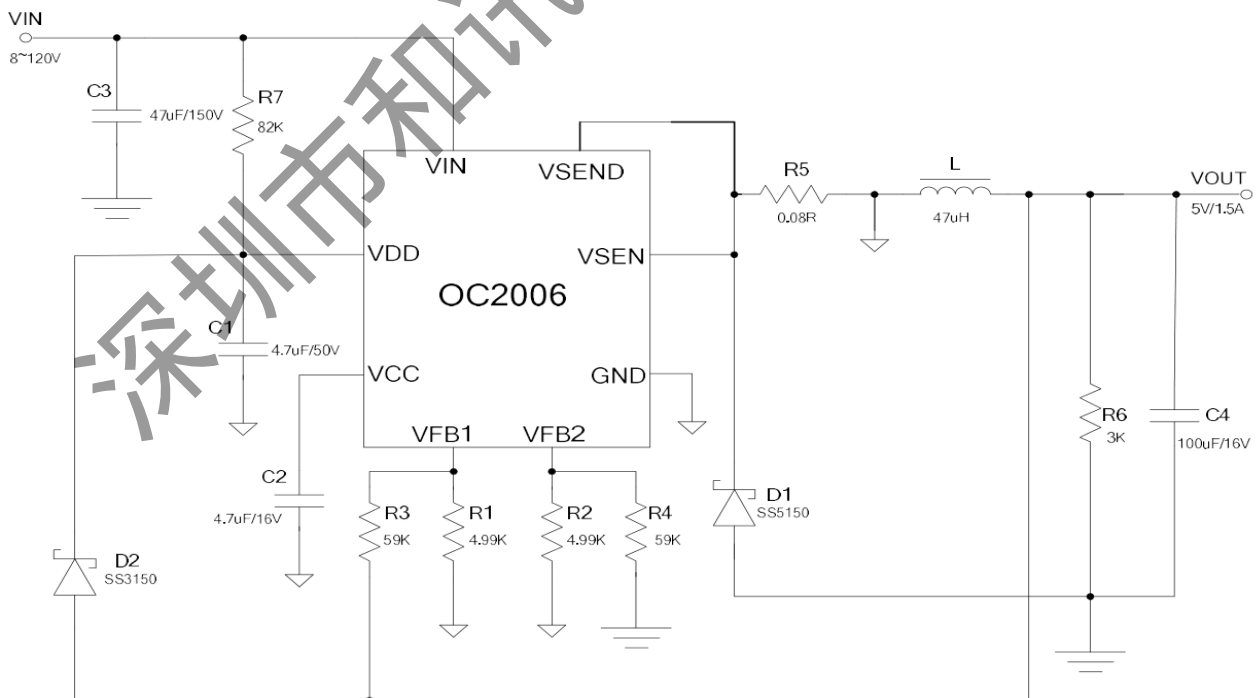 VIN
8~120V
C3
47uF/150V
R7
82K
VIN
VSEND
R5
0.08R
L
47uH
VOUT
5V/1.5A
VDD
VSEN
OC2006
C1
4.7uF/50V
VCC
GND
VFB1
VFB2
R6
3K
C4
100uF/16V
C2
4.7uF/16V
R3
59K
R1
4.99K
R2
4.99K
R4
59K
D1
SS5150
D2
SS3150
深圳市和